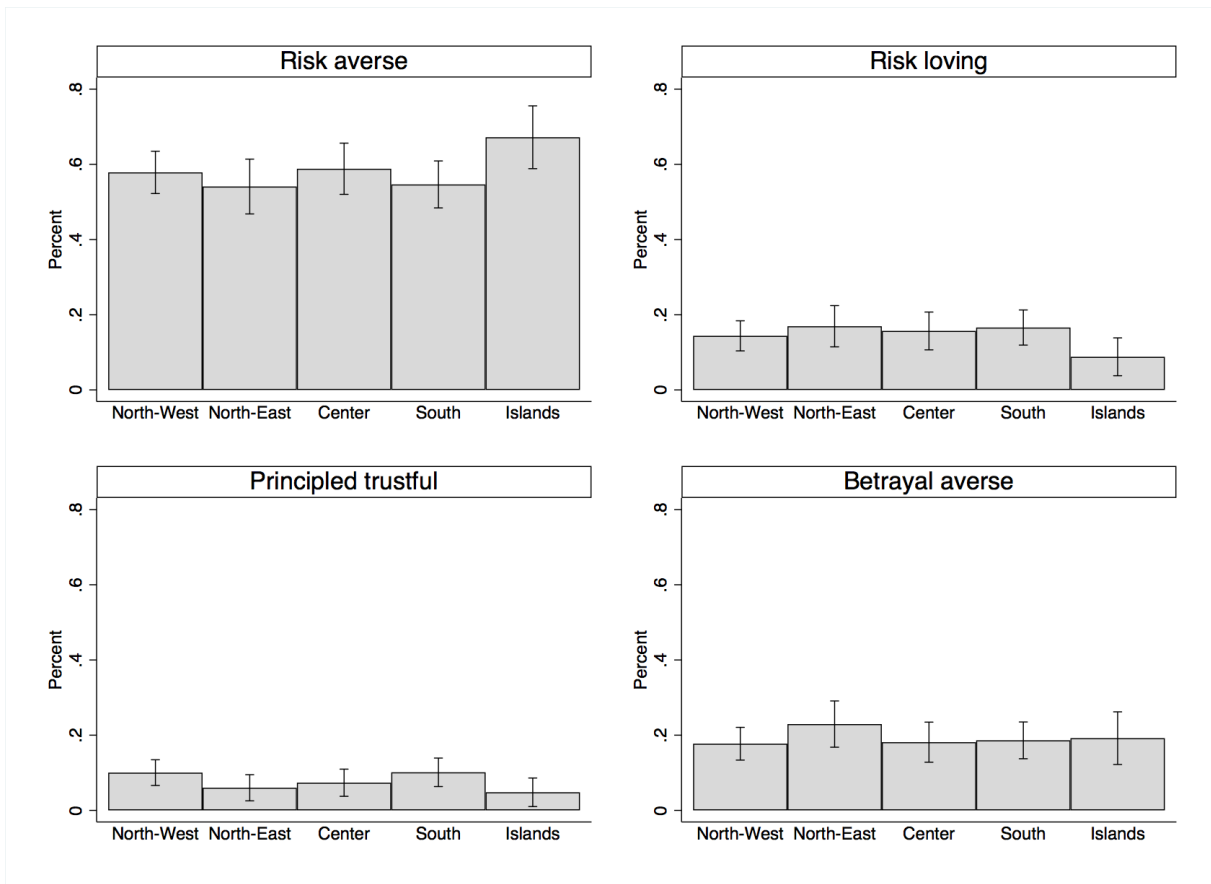 Risk averse
Percent
.8
.6
.4
.2
0
North-West North-East Center South Islands
Risk loving
Percent
.8
.6
.4
.2
0
North-West North-East Center South Islands
Principled trustful
Percent
.8
.6
.4
.2
0
North-West North-East Center South Islands
Betrayal averse
Percent
.8
.6
.4
.2
0
North-West North-East Center South Islands